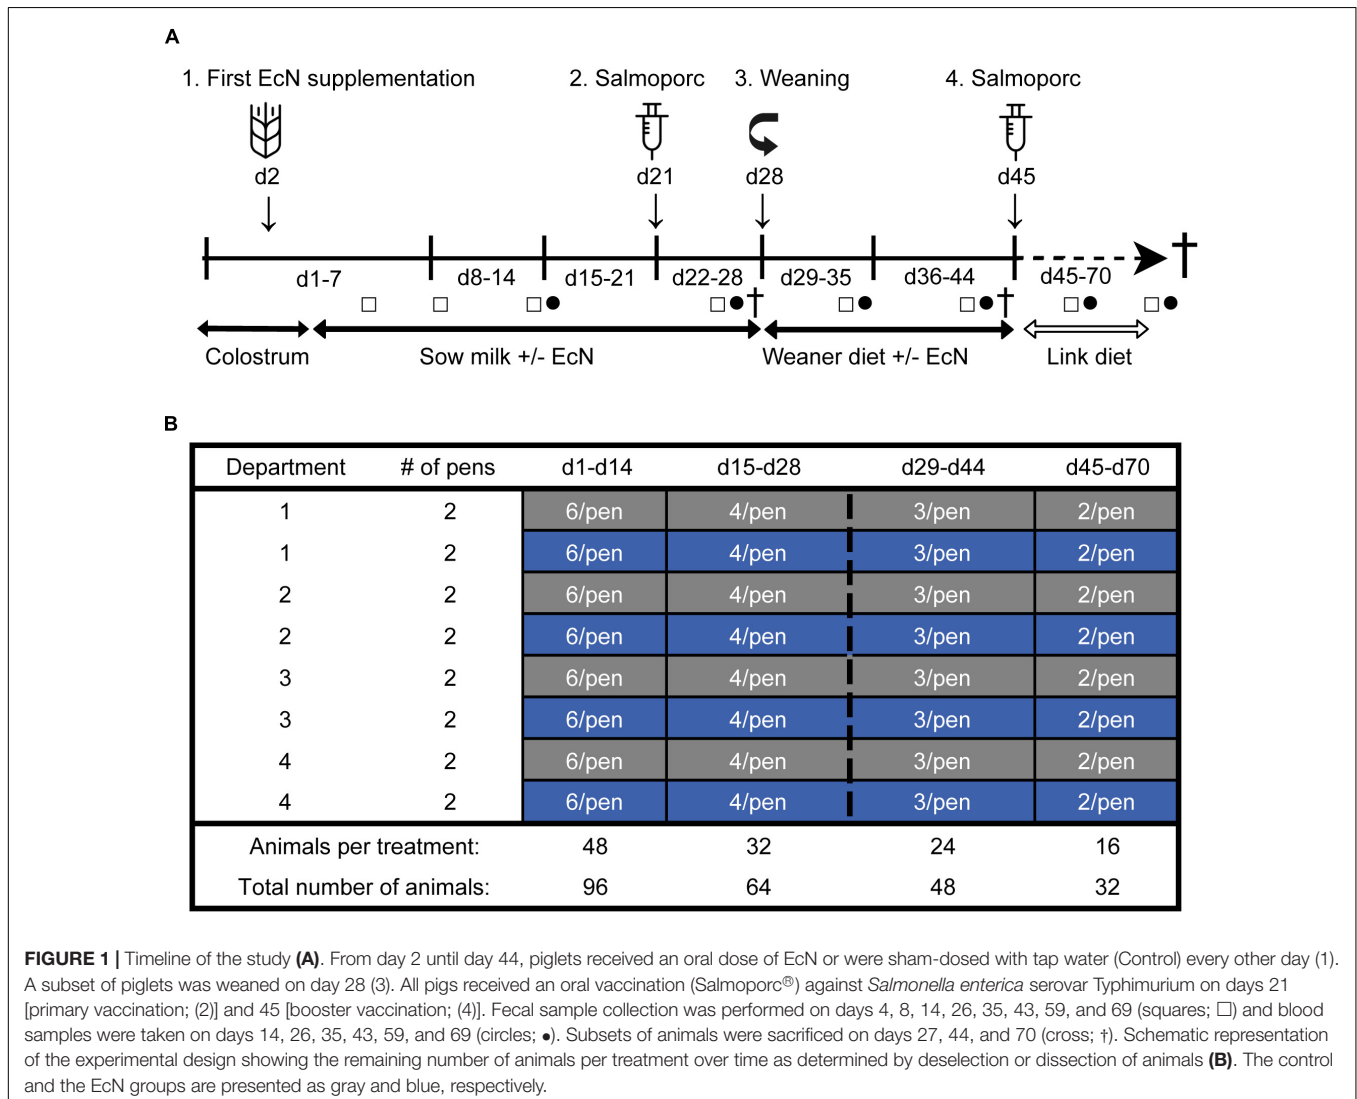 A
1. First EcN supplementation 2. Salmoporc 3. Weaning 4. Salmoporc
d2 d21 d28 d45
d1-7 d8-14 d15-21 d22-28 d29-35 d36-44 d45-70
□ □ □ ● □ ● † □ ● □ ● † □ ● □ ● †
Colostrum Sow milk +/- EcN Weaner diet +/- EcN Link diet
B
Department # of pens d1-d14 d15-d28 d29-d44 d45-d70
1 2 6/pen 4/pen 3/pen 2/pen
1 2 6/pen 4/pen 3/pen 2/pen
2 2 6/pen 4/pen 3/pen 2/pen
2 2 6/pen 4/pen 3/pen 2/pen
3 2 6/pen 4/pen 3/pen 2/pen
3 2 6/pen 4/pen 3/pen 2/pen
4 2 6/pen 4/pen 3/pen 2/pen
4 2 6/pen 4/pen 3/pen 2/pen
Animals per treatment: 48 32 24 16
Total number of animals: 96 64 48 32
FIGURE 1 | Timeline of the study (A). From day 2 until day 44, piglets received an oral dose of EcN or were sham-dosed with tap water (Control) every other day (1).
A subset of piglets was weaned on day 28 (3). All pigs received an oral vaccination (Salmoporc®) against Salmonella enterica serovar Typhimurium on days 21
[primary vaccination; (2)] and 45 [booster vaccination; (4)]. Fecal sample collection was performed on days 4, 8, 14, 26, 35, 43, 59, and 69 (squares; □) and blood
samples were taken on days 14, 26, 35, 43, 59, and 69 (circles; ●). Subsets of animals were sacrificed on days 27, 44, and 70 (cross; †). Schematic representation
of the experimental design showing the remaining number of animals per treatment over time as determined by deselection or dissection of animals (B). The control
and the EcN groups are presented as gray and blue, respectively.